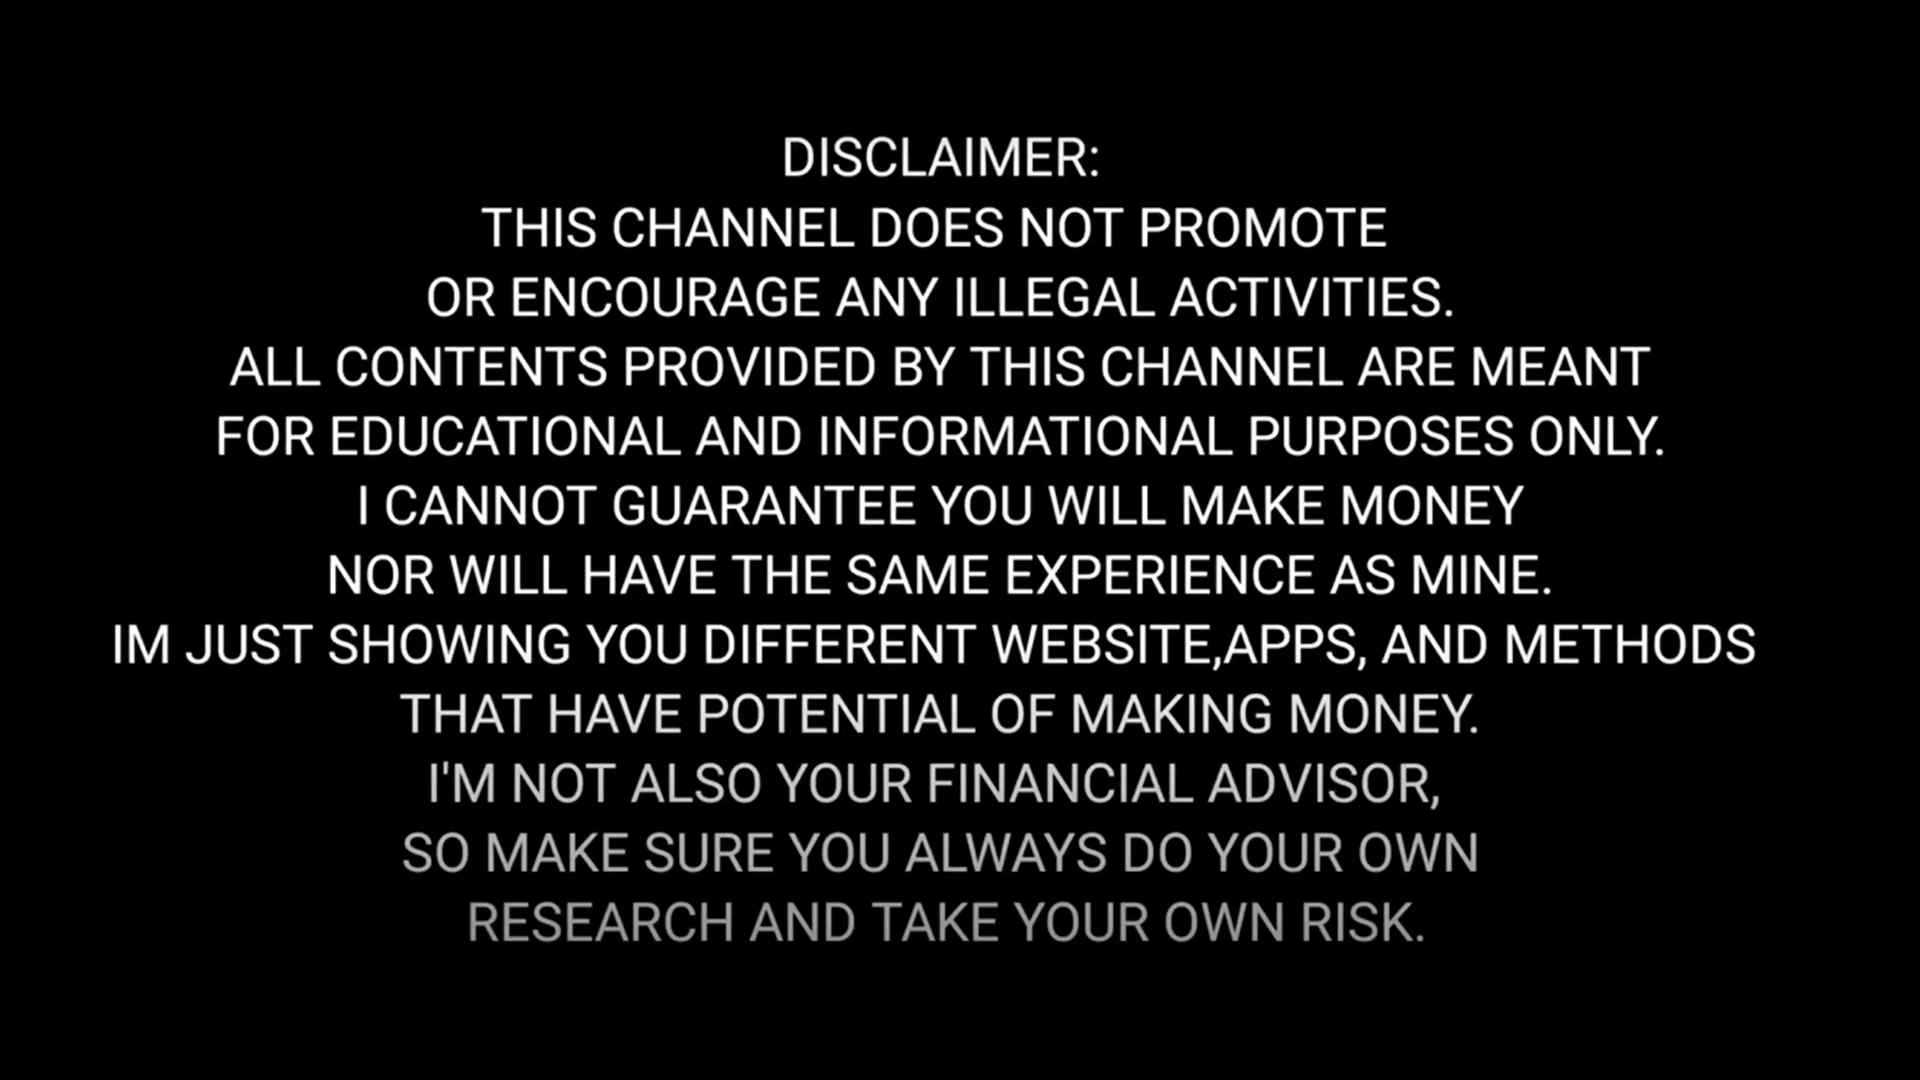 DISCLAIMER:
THIS CHANNEL DOES NOT PROMOTE
OR ENCOURAGE ANY ILLEGAL ACTIVITIES.
ALL CONTENTS PROVIDED BY THIS CHANNEL ARE MEANT
FOR EDUCATIONAL AND INFORMATIONAL PURPOSES ONLY.
I CANNOT GUARANTEE YOU WILL MAKE MONEY
NOR WILL HAVE THE SAME EXPERIENCE AS MINE.
IM JUST SHOWING YOU DIFFERENT WEBSITE,APPS, AND METHODS
THAT HAVE POTENTIAL OF MAKING MONEY.
I'M NOT ALSO YOUR FINANCIAL ADVISOR,
SO MAKE SURE YOU ALWAYS DO YOUR OWN
RESEARCH AND TAKE YOUR OWN RISK.